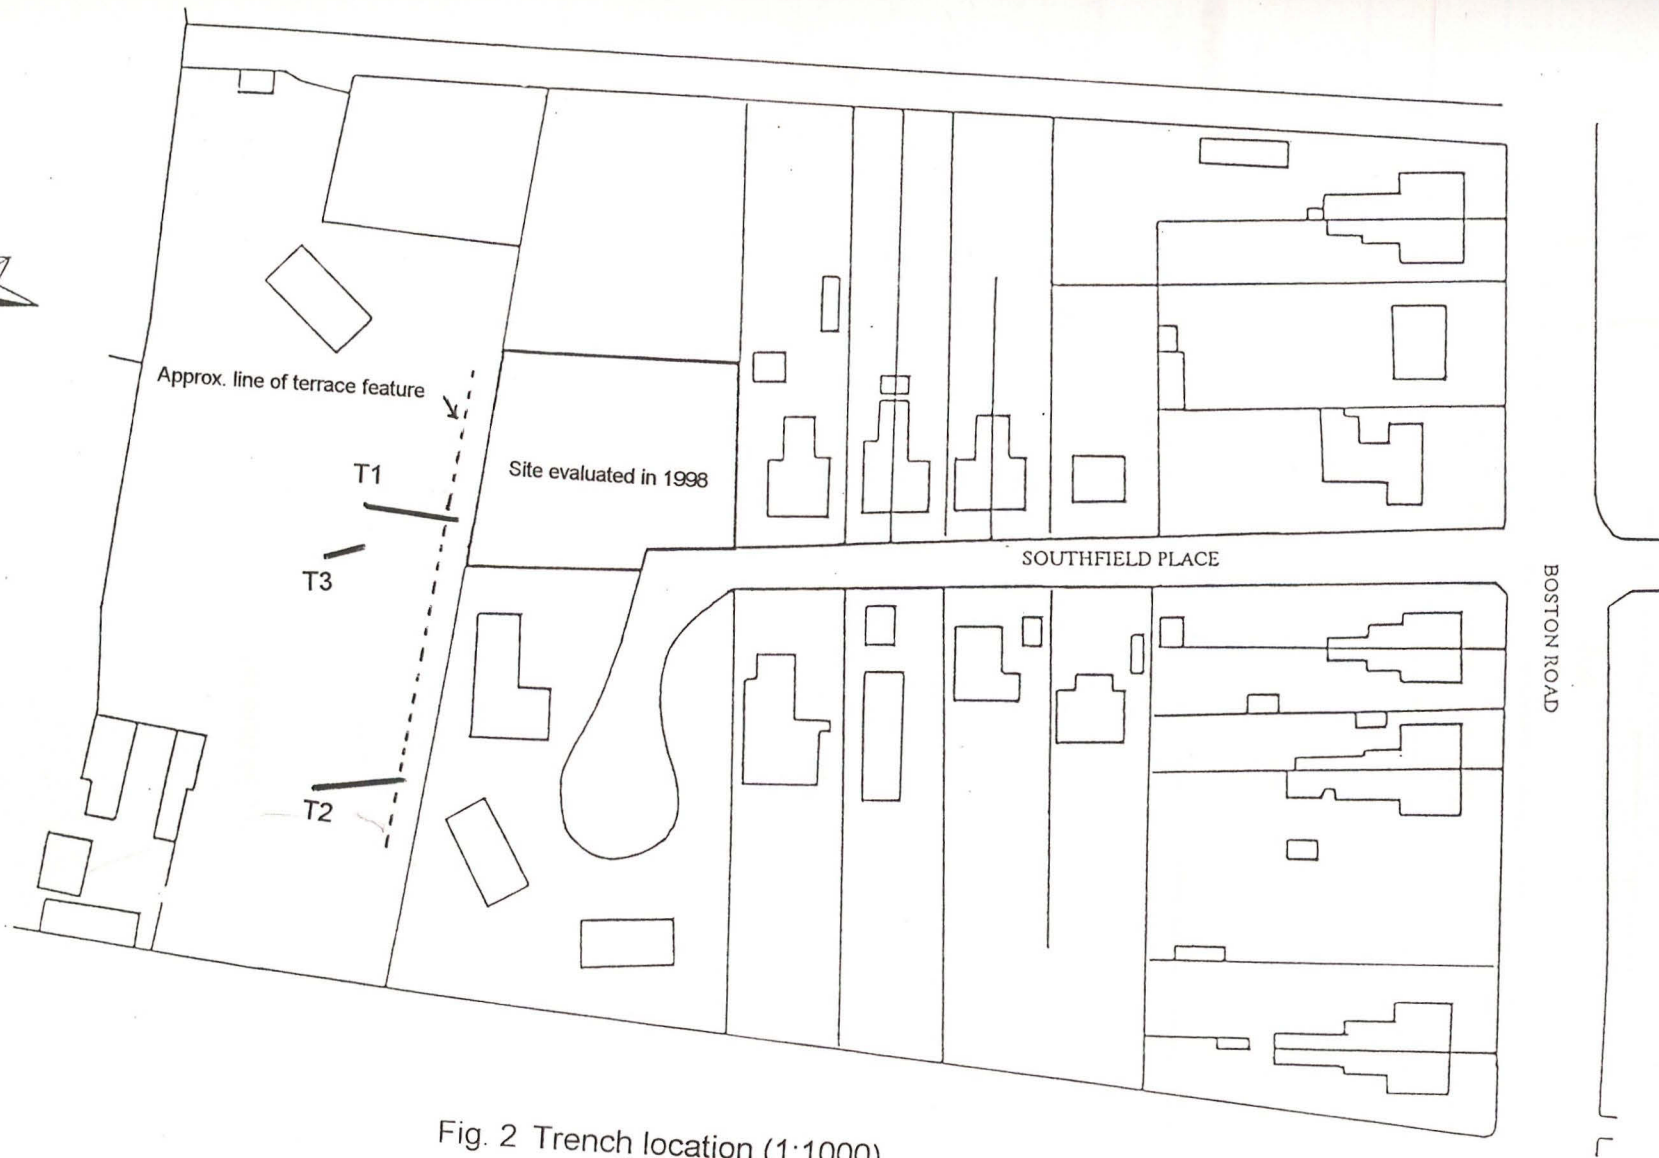 Approx. line of terrace feature
T1
Site evaluated in 1998
T3
SOUTHFIELD PLACE
BOSTON ROAD
T2
Fig. 2 Trench location (1:1000)